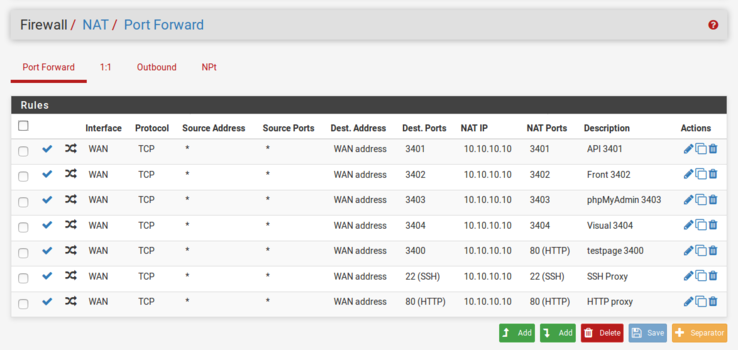 Firewall / NAT / Port Forward
Port Forward 1:1 Outbound NPt
Rules
Interface Protocol Source Address Source Ports Dest. Address Dest. Ports NAT IP NAT Ports Description Actions
WAN TCP * * WAN address 3401 10.10.10.10 3401 API 3401
WAN TCP * * WAN address 3402 10.10.10.10 3402 Front 3402
WAN TCP * * WAN address 3403 10.10.10.10 3403 phpMyAdmin 3403
WAN TCP * * WAN address 3404 10.10.10.10 3404 Visual 3404
WAN TCP * * WAN address 3400 10.10.10.10 80 (HTTP) testpage 3400
WAN TCP * * WAN address 22 (SSH) 10.10.10.10 22 (SSH) SSH Proxy
WAN TCP * * WAN address 80 (HTTP) 10.10.10.10 80 (HTTP) HTTP proxy
Add Add Delete Save Separator